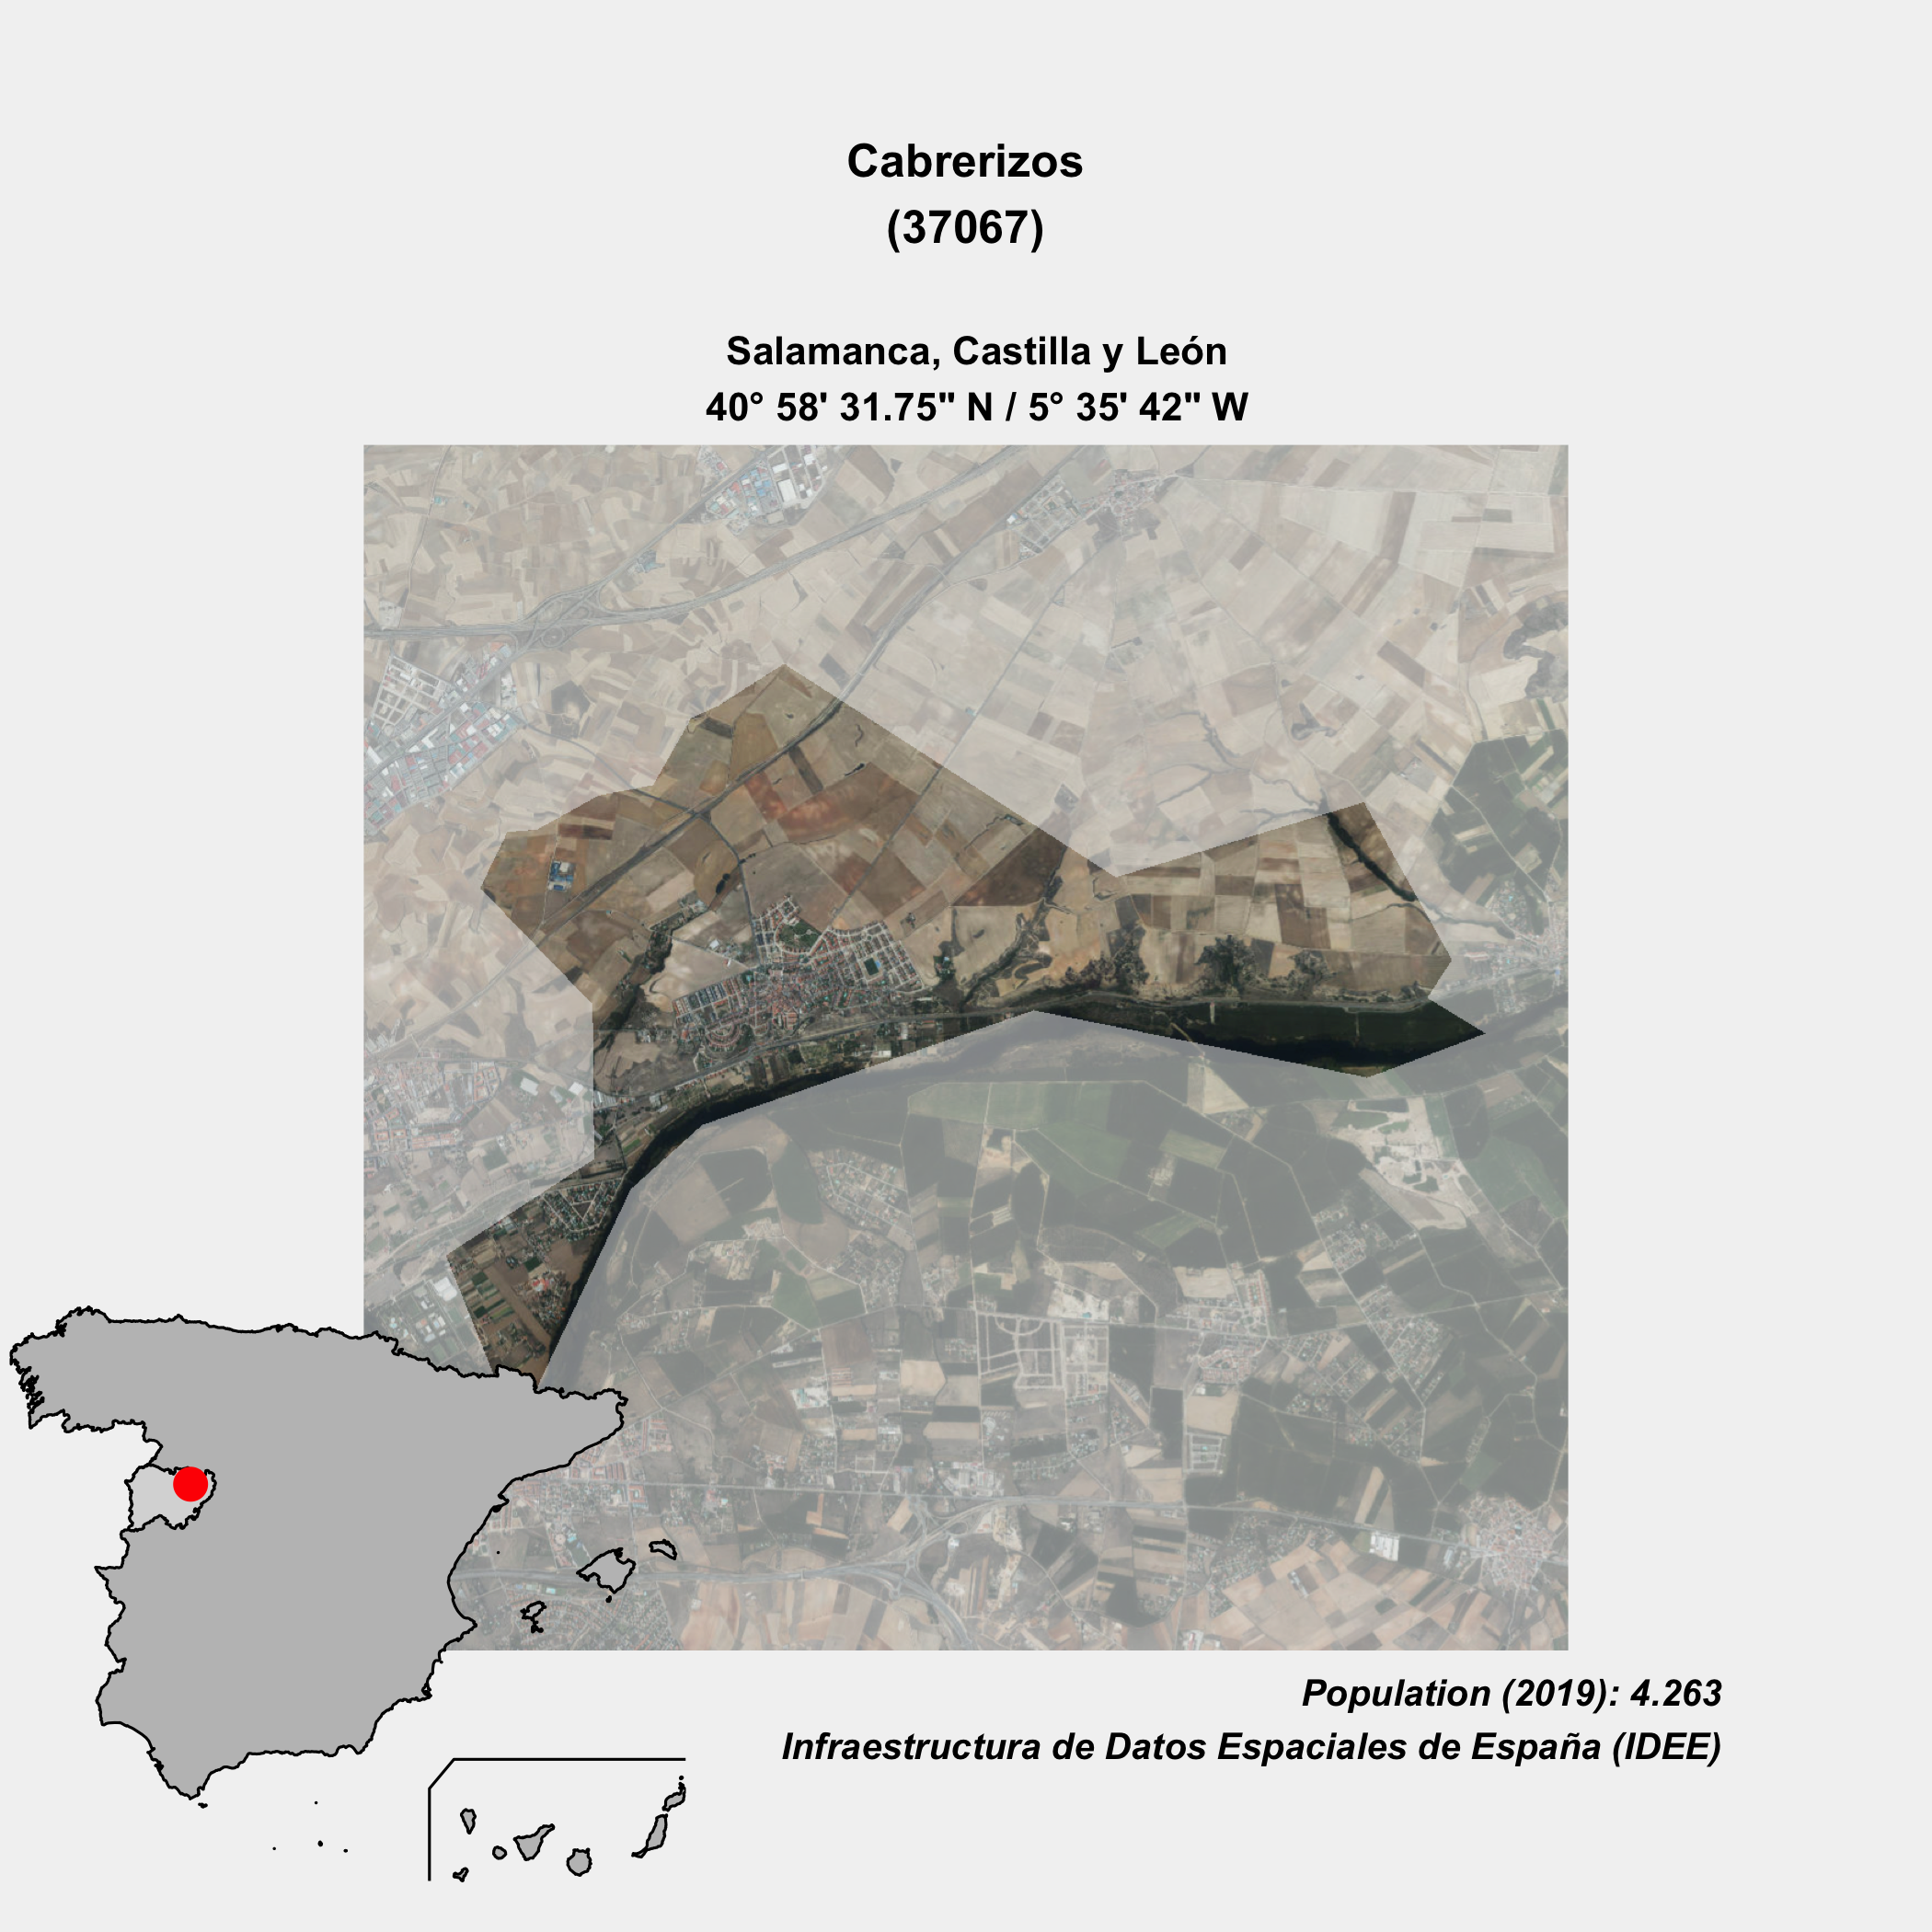 Cabrerizos
(37067)
Salamanca, Castilla y León
40° 58' 31.75" N / 5° 35' 42" W
Population (2019): 4.263
Infraestructura de Datos Espaciales de España (IDEE)